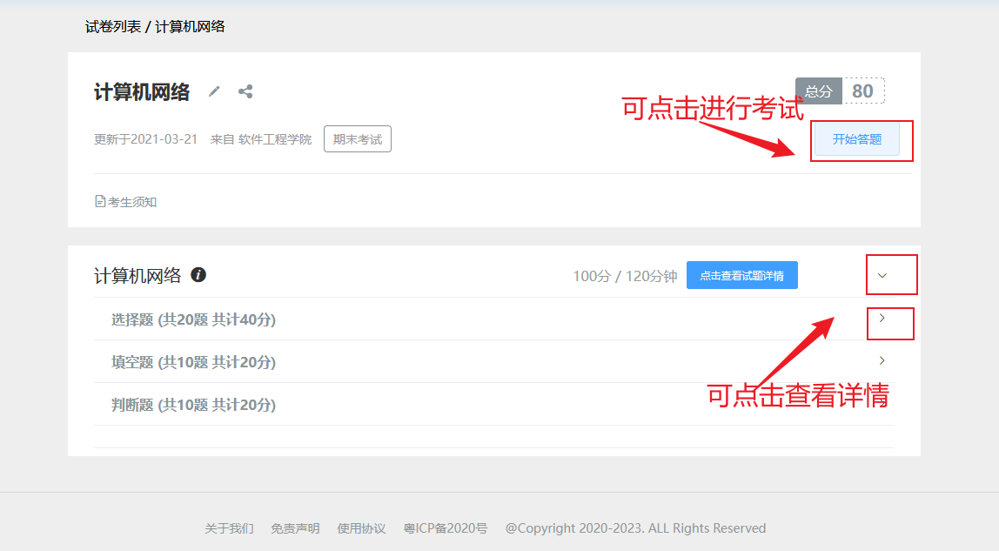 试卷列表 / 计算机网络
计算机网络
总分 80
可点击进行考试
更新于2021-03-21 来自 软件工程学院 期末考试
开始答题
考生须知
计算机网络
100分 / 120分钟 点击查看试题详情
选择题 (共20题 共计40分)
填空题 (共10题 共计20分)
可点击查看详情
判断题 (共10题 共计20分)
关于我们 免责声明 使用协议 粤ICP备2020号 @Copyright 2020-2023. ALL Rights Reserved